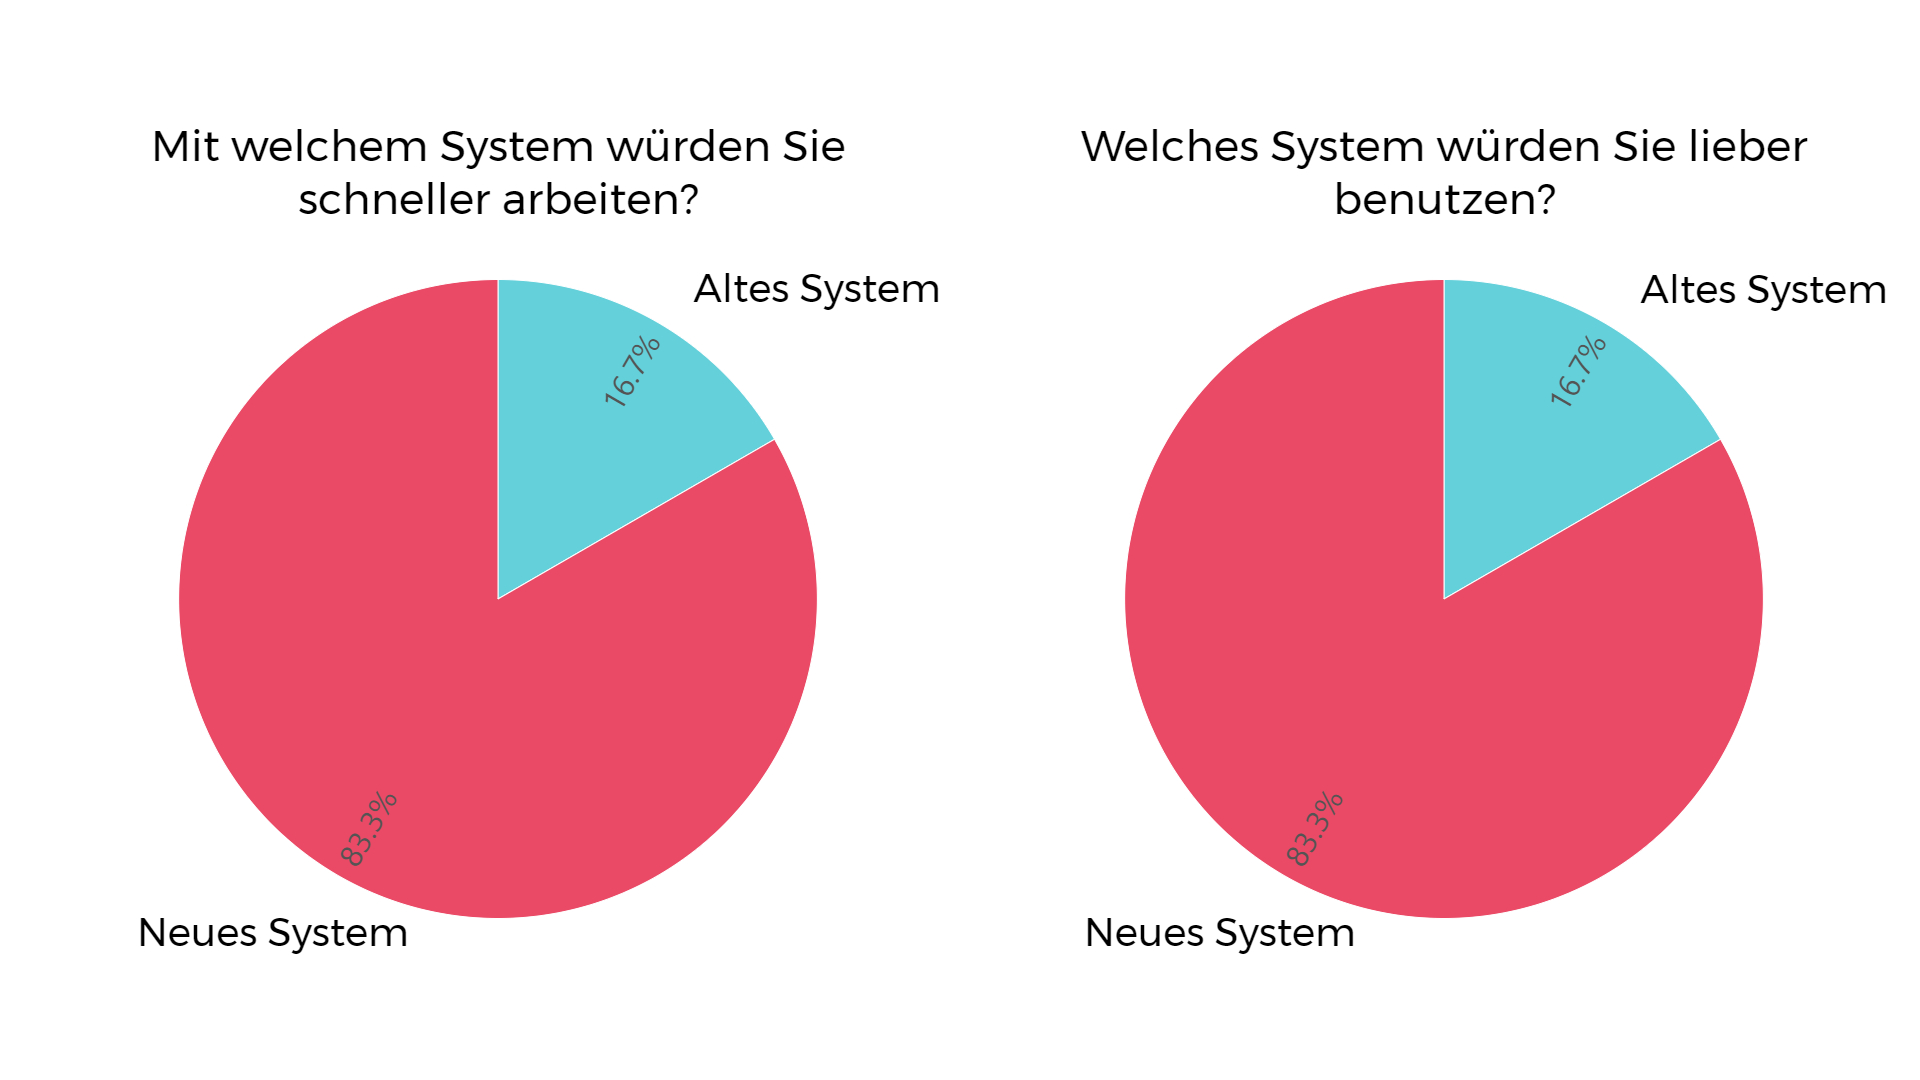 Mit welchem System würden Sie
schneller arbeiten?
Altes System
16.7%
83.3%
Neues System
Welches System würden Sie lieber
benutzen?
Altes System
16.7%
83.3%
Neues System